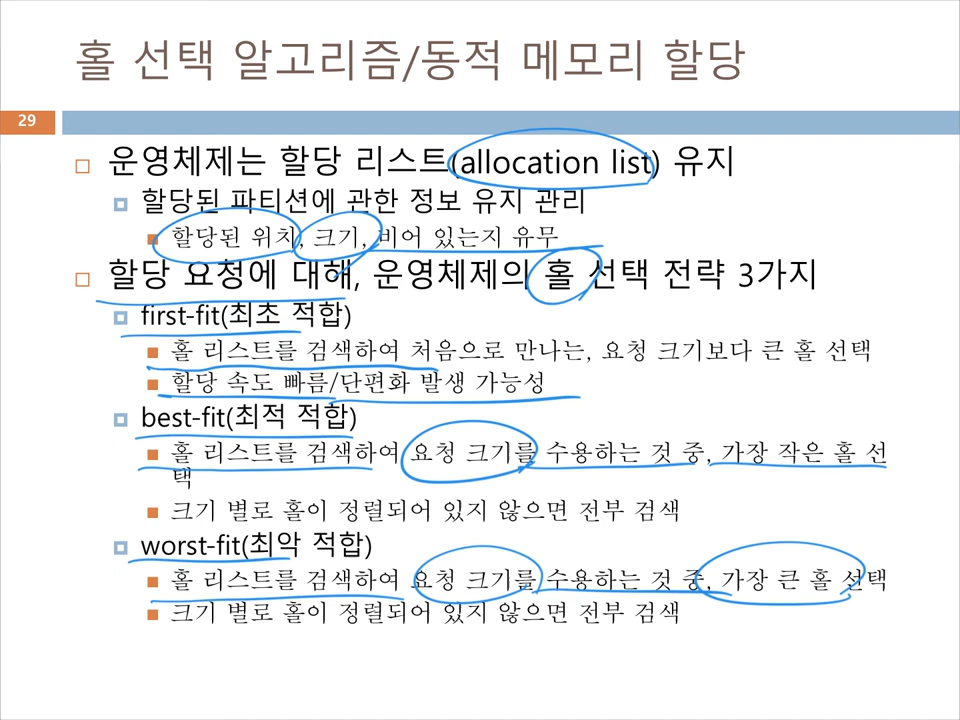 홀 선택 알고리즘/동적 메모리 할당
29
운영체제는 할당 리스트(allocation list) 유지
할당된 파티션에 관한 정보 유지 관리
할당된 위치, 크기, 비어 있는지 유무
할당 요청에 대해, 운영체제의 홀 선택 전략 3가지
first-fit(최초 적합)
홀 리스트를 검색하여 처음으로 만나는, 요청 크기보다 큰 홀 선택
할당 속도 빠름/단편화 발생 가능성
best-fit(최적 적합)
홀 리스트를 검색하여 요청 크기를 수용하는 것 중, 가장 작은 홀 선
택
크기 별로 홀이 정렬되어 있지 않으면 전부 검색
worst-fit(최악 적합)
홀 리스트를 검색하여 요청 크기를 수용하는 것 중, 가장 큰 홀 선택
크기 별로 홀이 정렬되어 있지 않으면 전부 검색